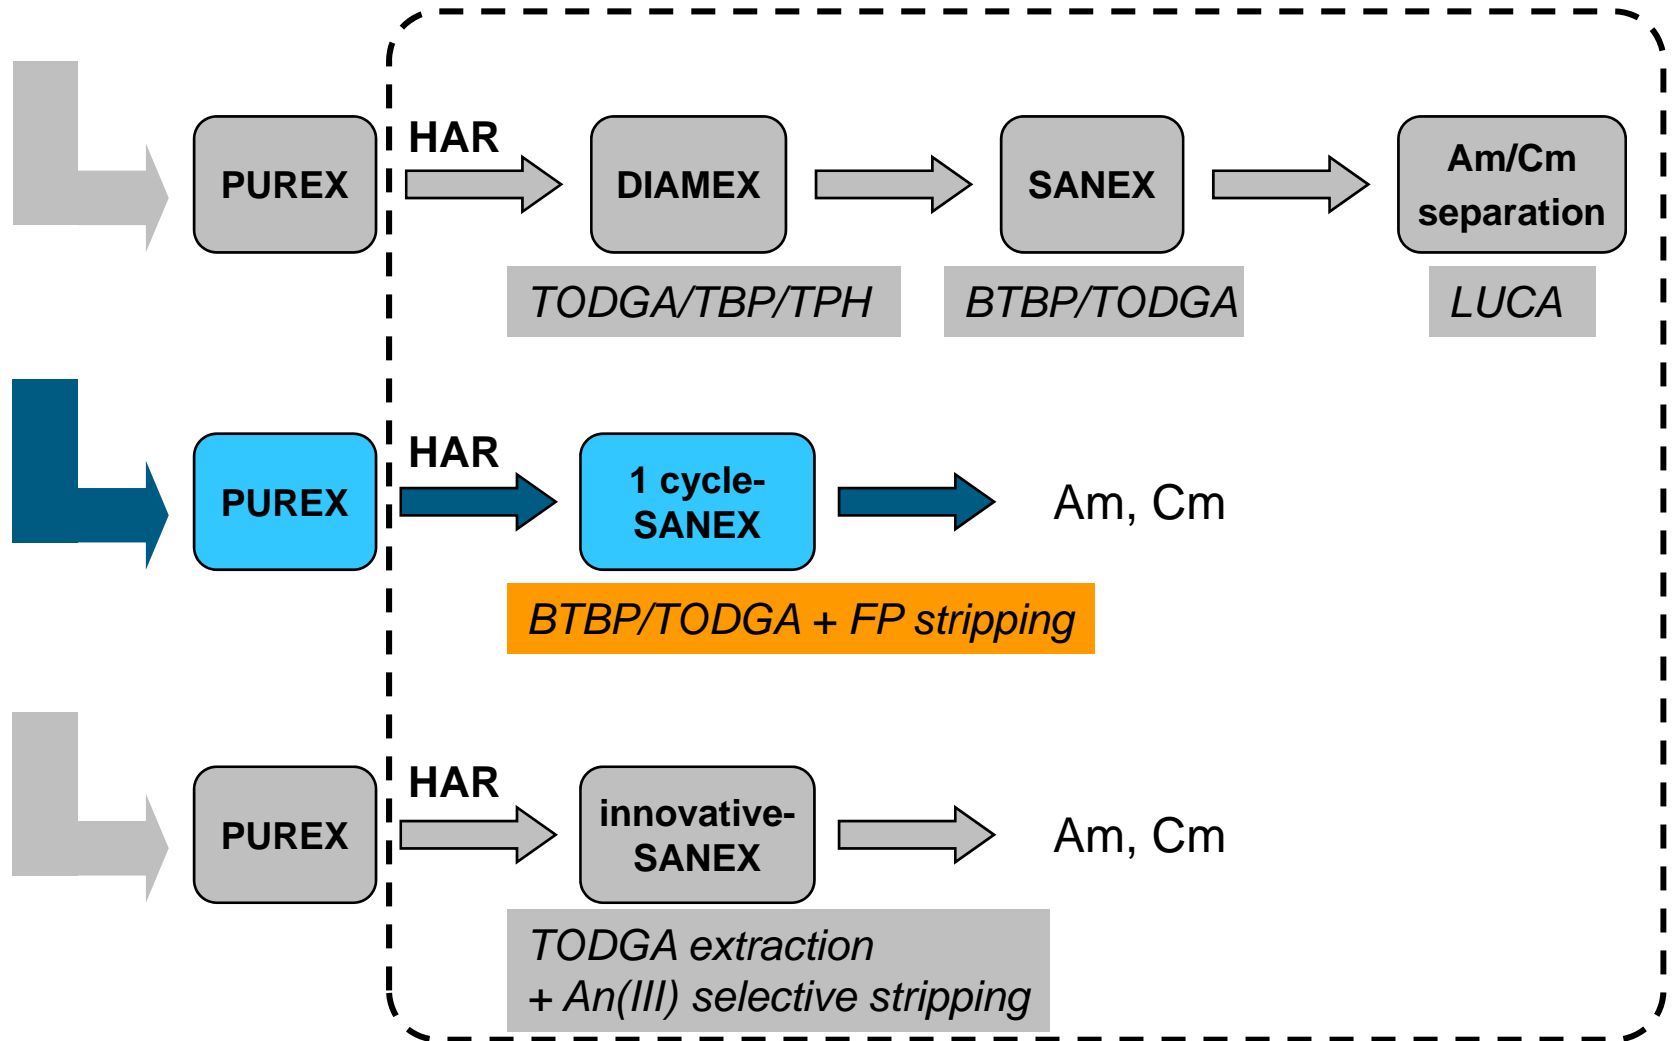 HAR
PUREX
DIAMEX
SANEX
Am/Cm
separation
TODGA/TBP/TPH
BTBP/TODGA
LUCA
HAR
PUREX
1 cycle-
SANEX
Am, Cm
BTBP/TODGA + FP stripping
HAR
PUREX
innovative-
SANEX
Am, Cm
TODGA extraction
+ An(III) selective stripping